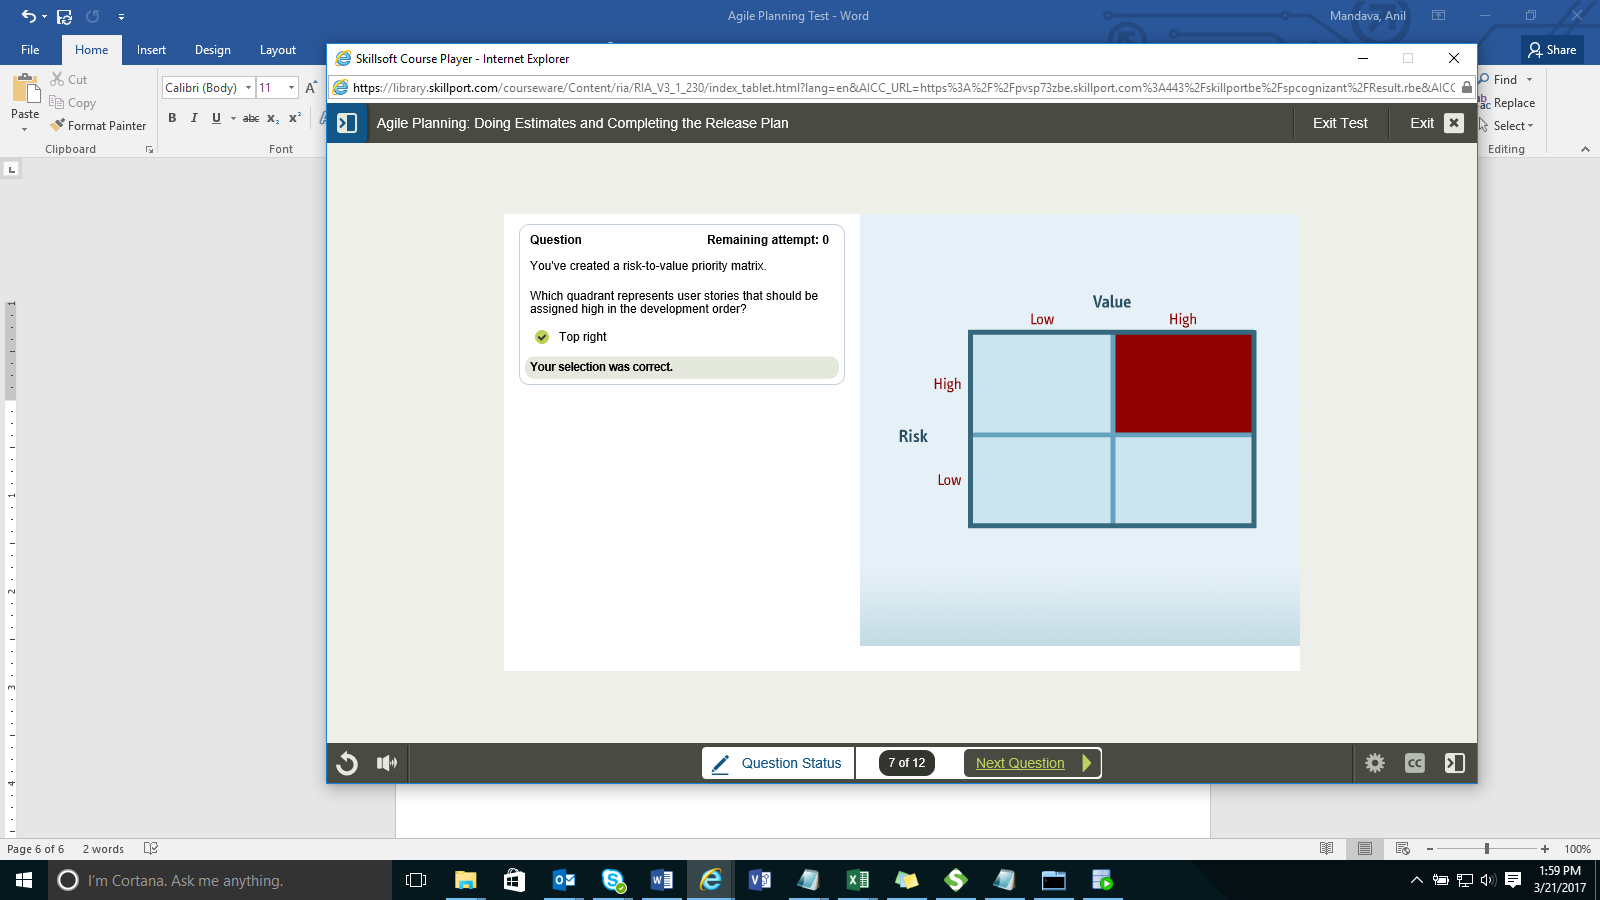 Agile Planning Test - Word
Mandava, Anil
File
Home
Insert
Design
Layout
Share
Paste
Cut
Copy
Format Painter
Clipboard
Calibri (Body)
11
A
B I U abc x₂ x²
Font
Find
Replace
Select
Editing
Skillsoft Course Player - Internet Explorer
https://library.skillport.com/courseware/Content/ria/RIA_V3_1_230/index_tablet.html?lang=en&AICC_URL=https%3A%2F%2Fpvsp73zbe.skillport.com%3A443%2Fskillportbe%2Fspcognizant%2FResult.rbe&AICC
Agile Planning: Doing Estimates and Completing the Release Plan
Exit Test
Exit
Question
Remaining attempt: 0
You've created a risk-to-value priority matrix.
Which quadrant represents user stories that should be
assigned high in the development order?
Top right
Your selection was correct.
Value
Low
High
High
Risk
Low
Question Status
7 of 12
Next Question
CC
Page 6 of 6
2 words
100%
I'm Cortana. Ask me anything.
1:59 PM
3/21/2017